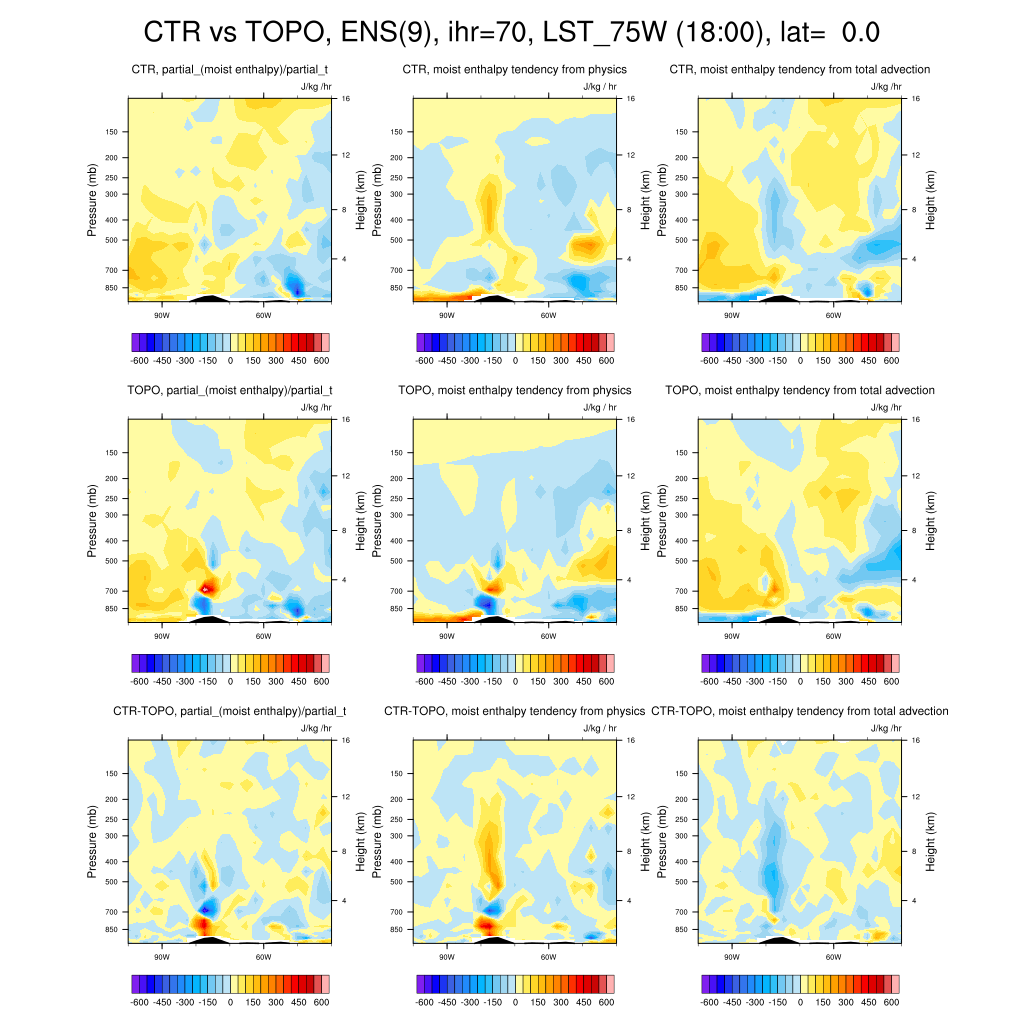 CTR vs TOPO, ENS(9), ihr=70, LST_75W (18:00), lat=  0.0
CTR, partial_(moist enthalpy)/partial_t
J/kg /hr
Pressure (mb)
150
200
250
300
400
500
700
850
16
12
8
4
Height (km)
90W 60W
-600 -450 -300 -150 0 150 300 450 600
CTR, moist enthalpy tendency from physics
J/kg / hr
Pressure (mb)
150
200
250
300
400
500
700
850
16
12
8
4
Height (km)
90W 60W
-600 -450 -300 -150 0 150 300 450 600
CTR, moist enthalpy tendency from total advection
J/kg /hr
Pressure (mb)
150
200
250
300
400
500
700
850
16
12
8
4
Height (km)
90W 60W
-600 -450 -300 -150 0 150 300 450 600
TOPO, partial_(moist enthalpy)/partial_t
J/kg /hr
Pressure (mb)
150
200
250
300
400
500
700
850
16
12
8
4
Height (km)
90W 60W
-600 -450 -300 -150 0 150 300 450 600
TOPO, moist enthalpy tendency from physics
J/kg / hr
Pressure (mb)
150
200
250
300
400
500
700
850
16
12
8
4
Height (km)
90W 60W
-600 -450 -300 -150 0 150 300 450 600
TOPO, moist enthalpy tendency from total advection
J/kg /hr
Pressure (mb)
150
200
250
300
400
500
700
850
16
12
8
4
Height (km)
90W 60W
-600 -450 -300 -150 0 150 300 450 600
CTR-TOPO, partial_(moist enthalpy)/partial_t
J/kg /hr
Pressure (mb)
150
200
250
300
400
500
700
850
16
12
8
4
Height (km)
90W 60W
-600 -450 -300 -150 0 150 300 450 600
CTR-TOPO, moist enthalpy tendency from physics
J/kg / hr
Pressure (mb)
150
200
250
300
400
500
700
850
16
12
8
4
Height (km)
90W 60W
-600 -450 -300 -150 0 150 300 450 600
CTR-TOPO, moist enthalpy tendency from total advection
J/kg /hr
Pressure (mb)
150
200
250
300
400
500
700
850
16
12
8
4
Height (km)
90W 60W
-600 -450 -300 -150 0 150 300 450 600